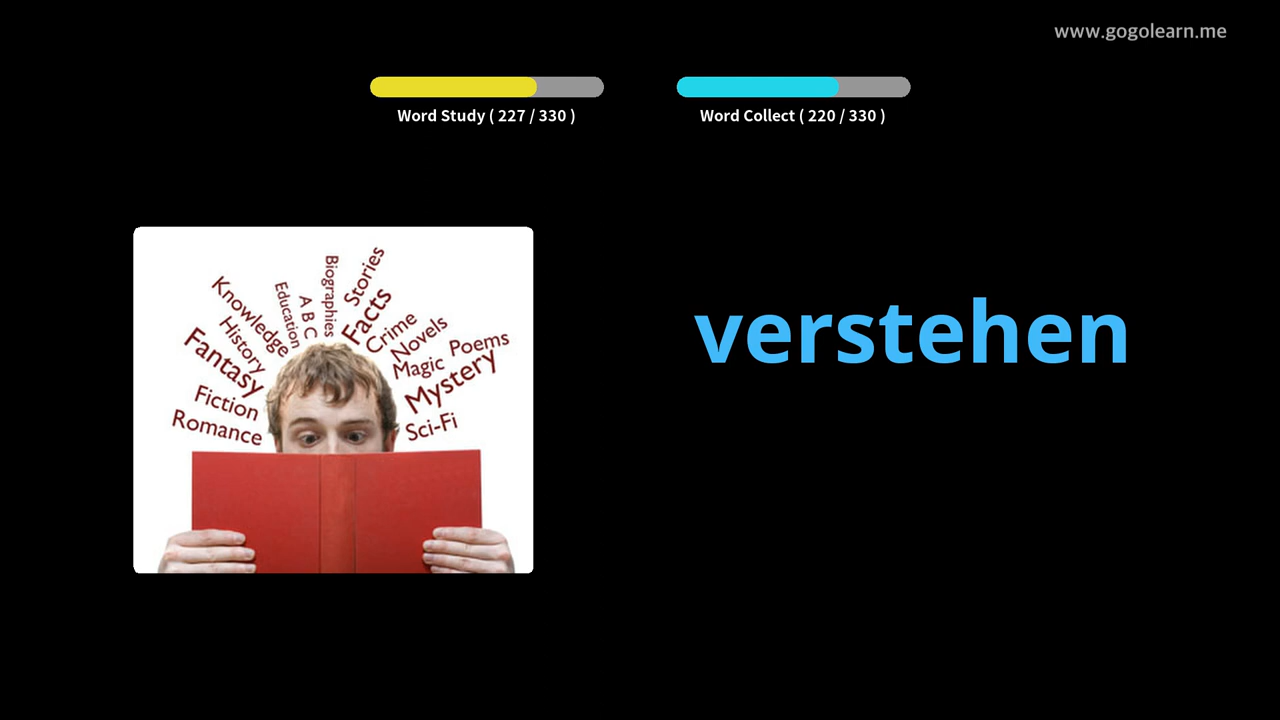 www.gogolearn.me
Word Study ( 227 / 330 )
Word Collect ( 220 / 330 )
verstehen
Biographies
Stories
Education
A B C
Facts
Knowledge
Crime
History
Novels
Fantasy
Magic
Poems
Mystery
Fiction
Romance
Sci-Fi